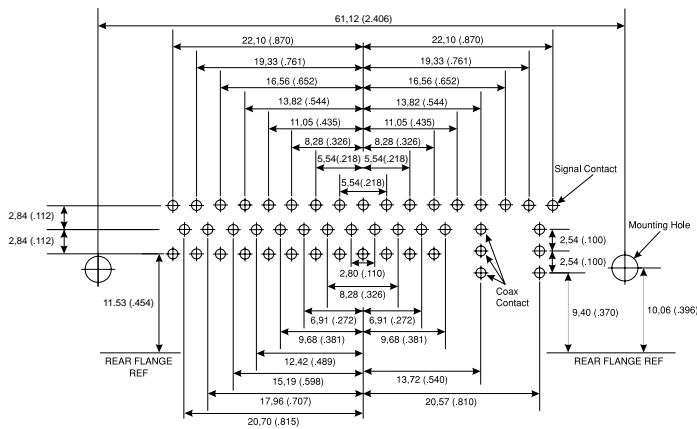 61,12 (2.406)
22,10 (.870) 22,10 (.870)
19,33 (.761) 19,33 (.761)
16,56 (.652) 16,56 (.652)
13,82 (.544) 13,82 (.544)
11,05 (.435) 11,05 (.435)
8,28 (.326) 8,28 (.326)
5,54(.218) 5,54(.218)
5,54(.218)
Signal Contact
2,84 (.112)
2,84 (.112)
Mounting Hole
2,54 (.100)
2,54 (.100)
2,80 (.110)
Coax
Contact
8,28 (.326)
11.53 (.454)
9,40 (.370)
10,06 (.396)
6,91 (.272) 6,91 (.272)
9,68 (.381) 9,68 (.381)
REAR FLANGE
REF
REAR FLANGE REF
12,42 (.489)
15,19 (.598)
13,72 (.540)
17,96 (.707)
20,57 (.810)
20,70 (.815)